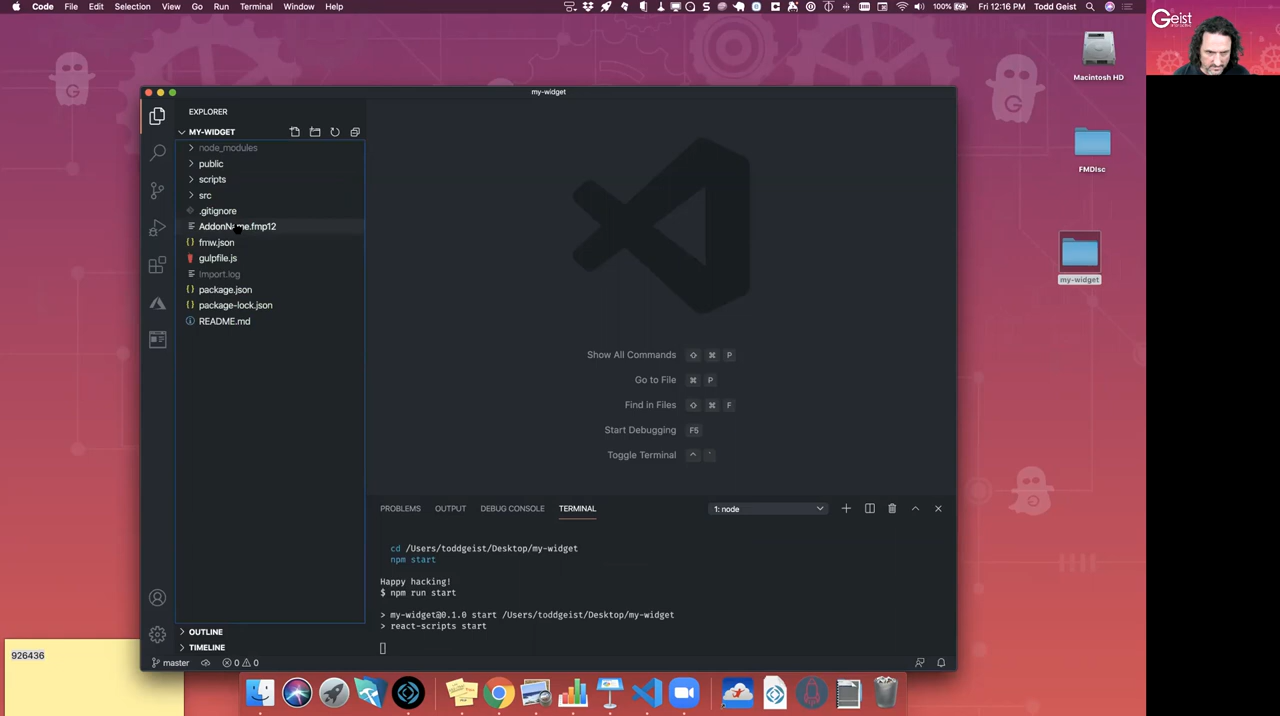 Code File Edit Selection View Go Run Terminal Window Help
100% Fri 12:16 PM Todd Geist
Geist
my-widget
EXPLORER
MY-WIDGET
node_modules
public
scripts
src
.gitignore
AddonName.fmp12
fmw.json
gulpfile.js
Import.log
package.json
package-lock.json
README.md
OUTLINE
TIMELINE
master 0 0
Show All Commands ⇧ ⌘ P
Go to File ⌘ P
Find in Files ⇧ ⌘ F
Start Debugging F5
Toggle Terminal ^ `
PROBLEMS OUTPUT DEBUG CONSOLE TERMINAL 1: node
cd /Users/toddgeist/Desktop/my-widget
npm start
Happy hacking!
$ npm run start
> my-widget@0.1.0 start /Users/toddgeist/Desktop/my-widget
> react-scripts start
Macintosh HD
FMDisc
my-widget
926436